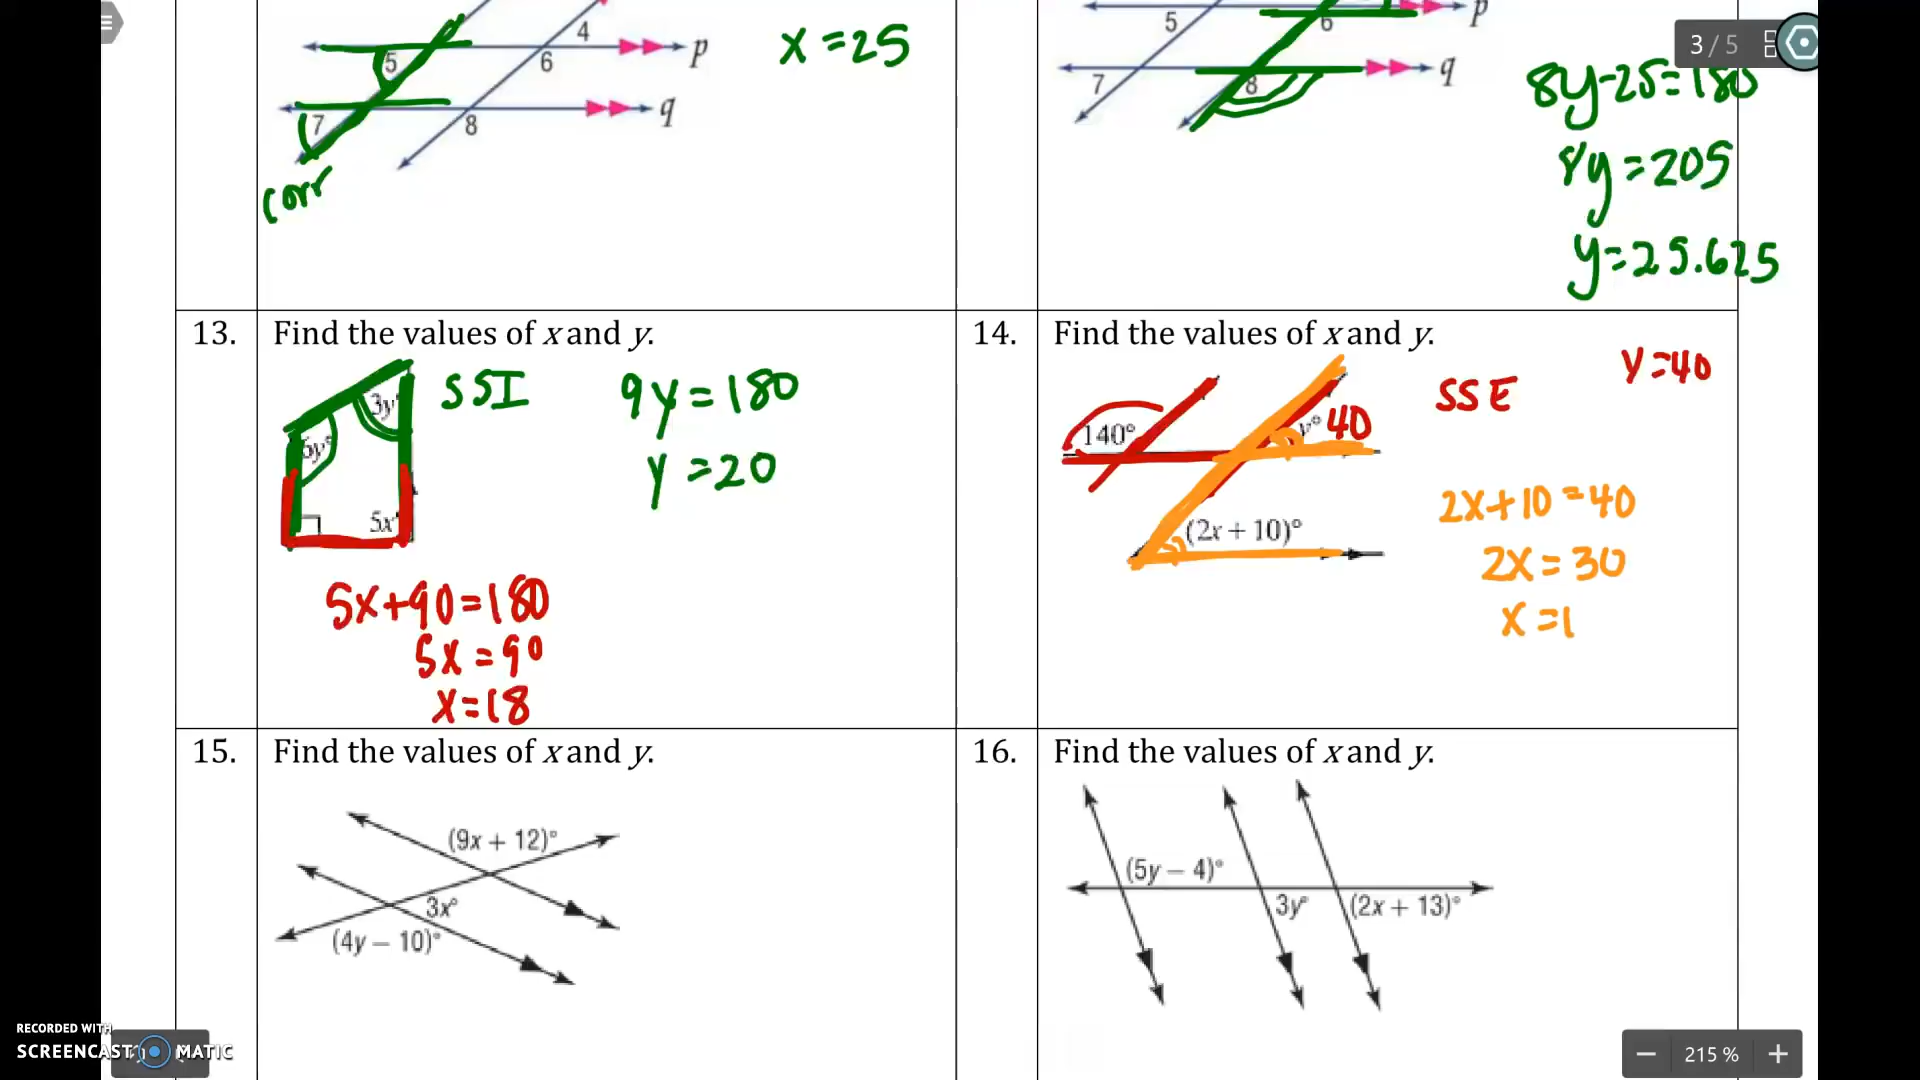 4
5
6
p
x = 25
7
8
q
corr
5
6
p
7
8
q
3 / 5
8y-25=180
8y = 205
y=25.625
13.
Find the values of x and y.
3y°
6y°
5x°
SSI
9y = 180
y = 20
5x+90=180
5x = 90
x=18
14.
Find the values of x and y.
y=40
SSE
140°
y° 40
(2x + 10)°
2x+10 = 40
2x = 30
x = 1
15.
Find the values of x and y.
(9x + 12)°
3x°
(4y – 10)°
16.
Find the values of x and y.
(5y – 4)°
3y°
(2x + 13)°
RECORDED WITH
SCREENCAST MATIC
− 215 % +